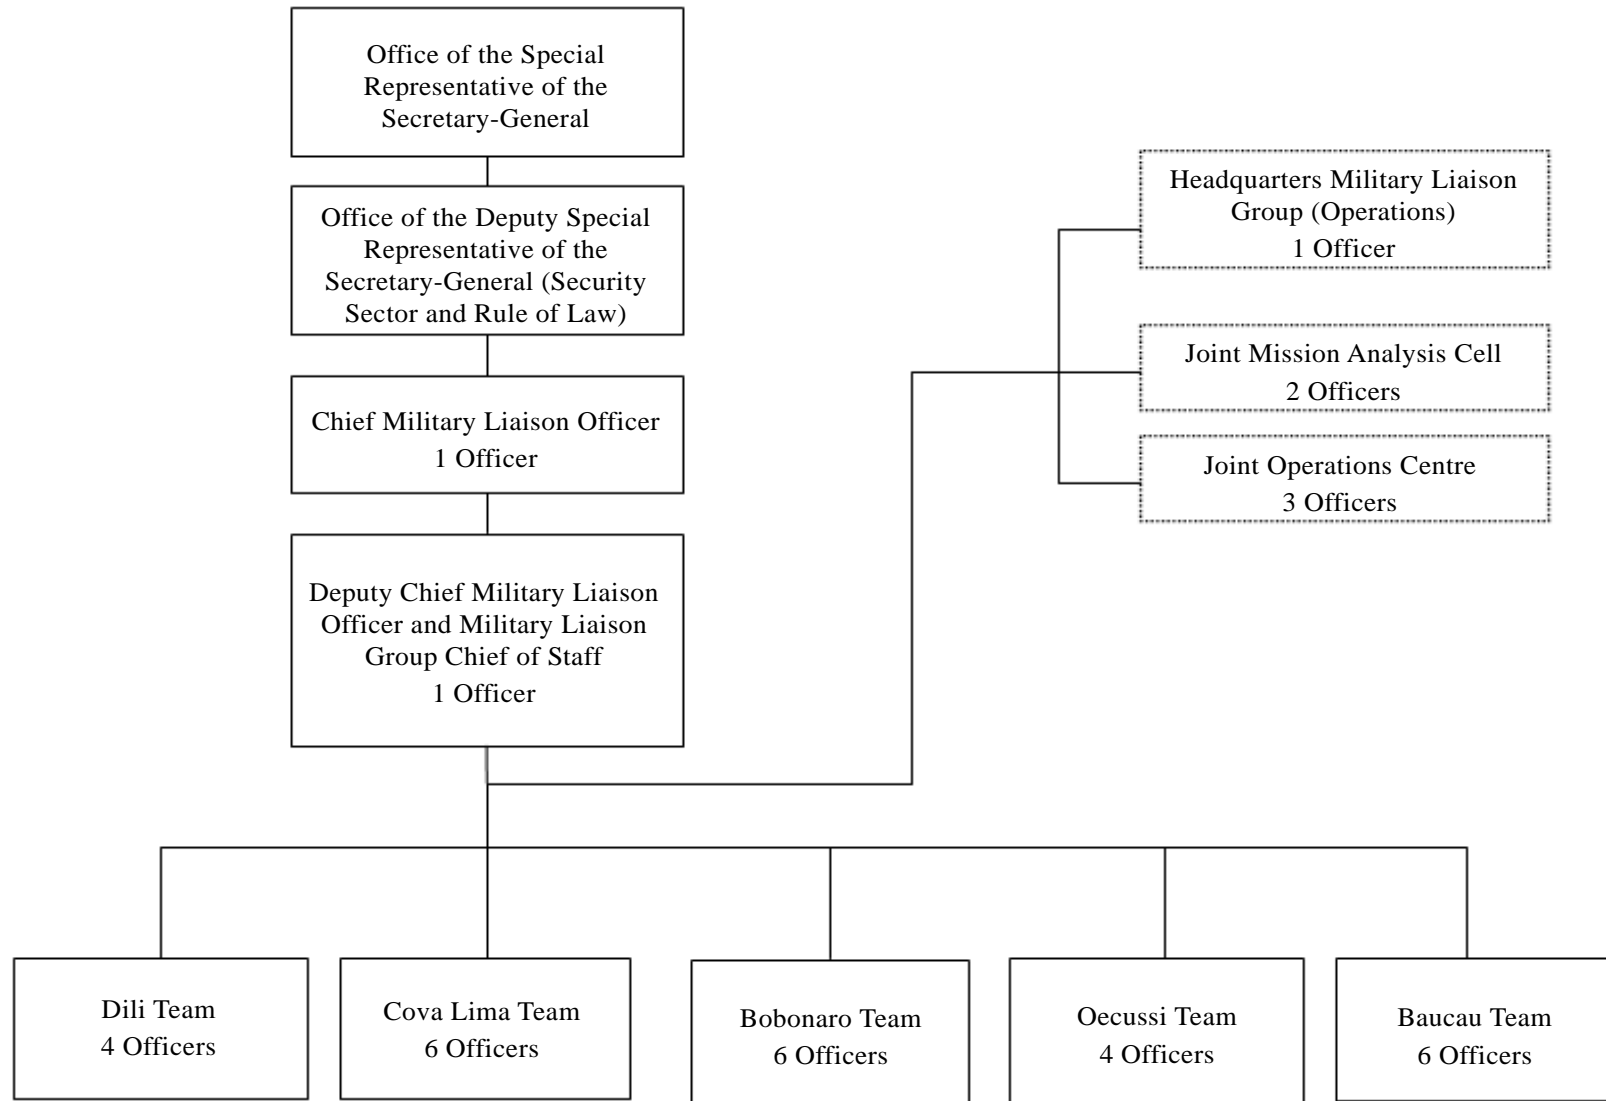 Office of the Special
Representative of the
Secretary-General
Office of the Deputy Special
Representative of the
Secretary-General (Security
Sector and Rule of Law)
Chief Military Liaison Officer
1 Officer
Deputy Chief Military Liaison
Officer and Military Liaison
Group Chief of Staff
1 Officer
Headquarters Military Liaison
Group (Operations)
1 Officer
Joint Mission Analysis Cell
2 Officers
Joint Operations Centre
3 Officers
Dili Team
4 Officers
Cova Lima Team
6 Officers
Bobonaro Team
6 Officers
Oecussi Team
4 Officers
Baucau Team
6 Officers